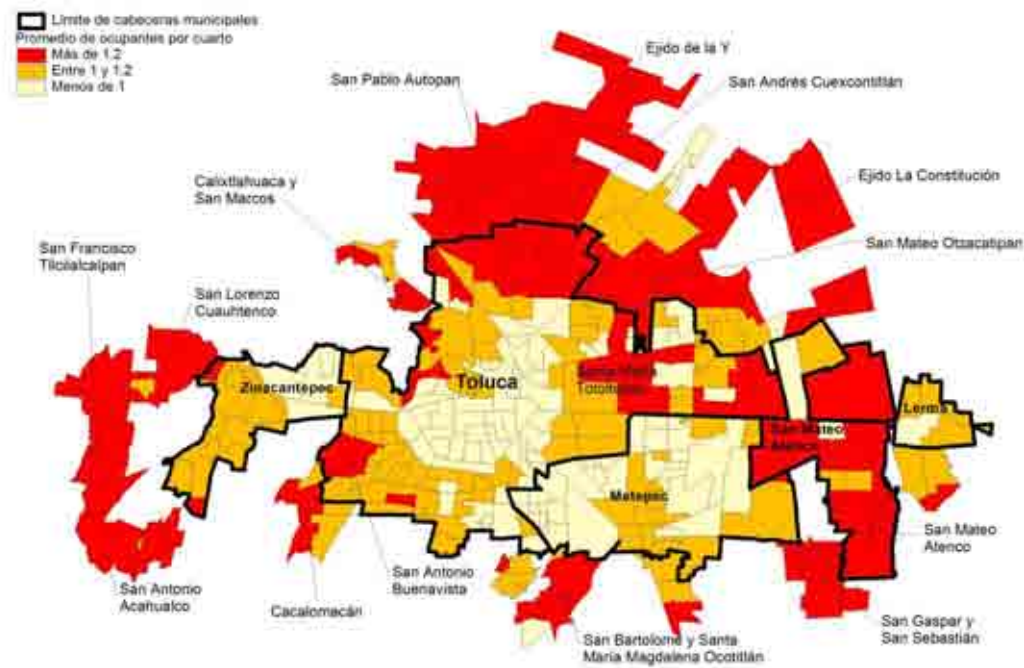 Límite de cabeceras municipales
Promedio de ocupantes por cuarto
Más de 1.2
Entre 1 y 1.2
Menos de 1
Ejido de la Y
San Pablo Autopan
San Andrés Cuexcontitlán
Calixtlahuaca y
San Marcos
Ejido La Constitución
San Francisco
Tlicilalcalpan
San Mateo Otzacatipan
San Lorenzo
Cuauhtenco
Zinacantepec
Toluca
Santa María
Totoltepec
Lerma
San Mateo
Atenco
Metepec
San Mateo
Atenco
San Antonio
Acahualco
San Antonio
Buenavista
Cacalomacán
San Gaspar y
San Sebastián
San Bartolomé y Santa
María Magdalena Ocotitlán